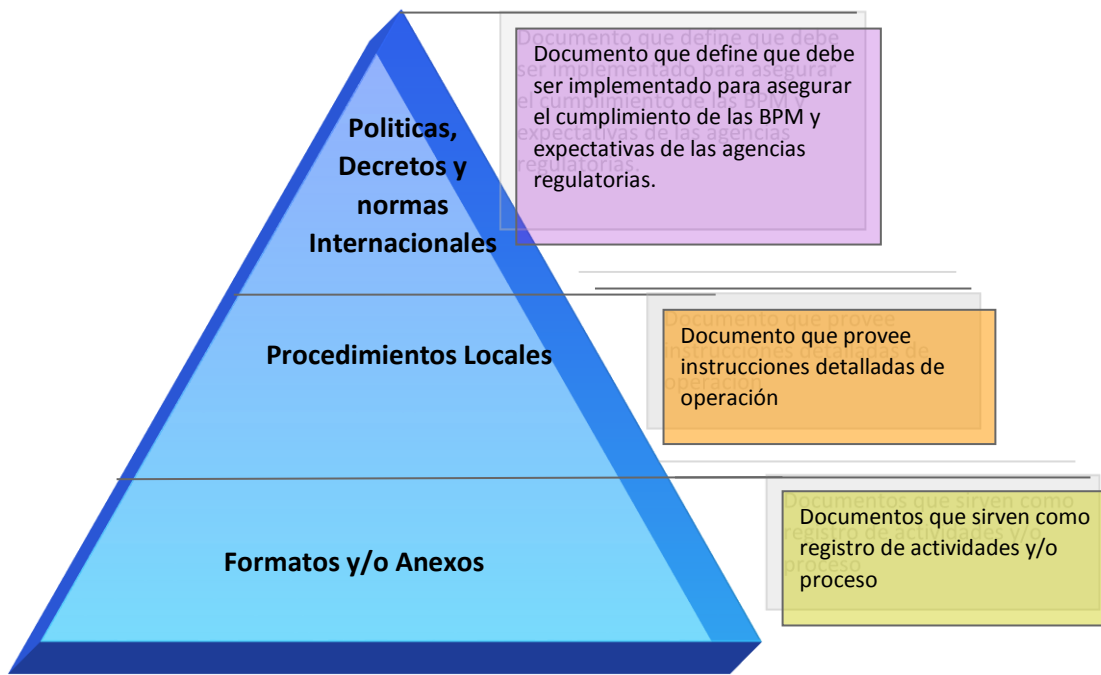 Politicas,
Decretos y
normas
Internacionales
Documento que define que debe
ser implementado para asegurar
el cumplimiento de las BPM y
expectativas de las agencias
regulatorias.
Procedimientos Locales
Documento que provee
instrucciones detalladas de
operación
Formatos y/o Anexos
Documentos que sirven como
registro de actividades y/o
proceso